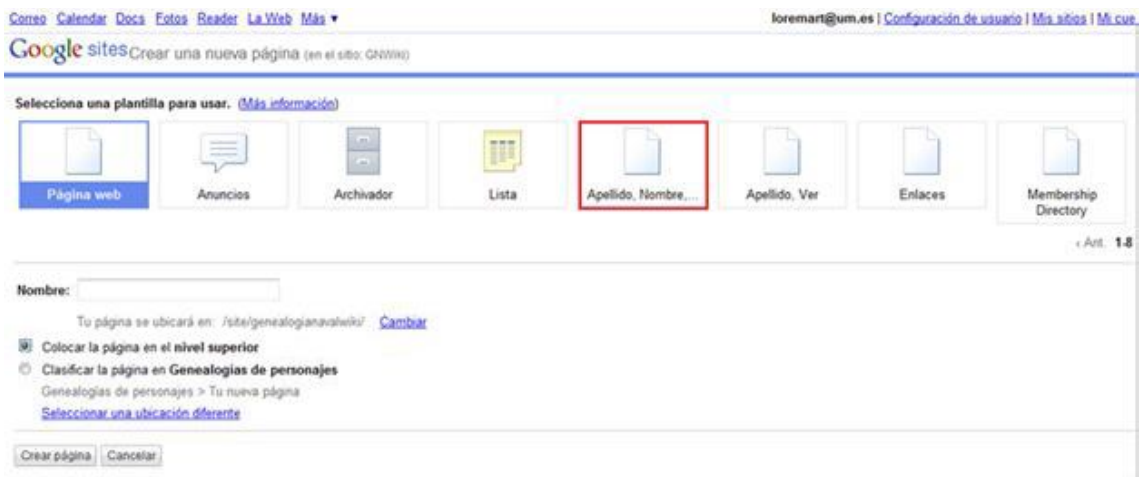 Correo Calendar Docs Fotos Reader La Web Más ▼ loremart@um.es | Configuración de usuario | Mis sitios | Mi cue
Google sites Crear una nueva página (en el sitio: GNWiki)
Selecciona una plantilla para usar. (Más información)
Página web Anuncios Archivador Lista Apellido, Nombre,... Apellido, Ver Enlaces Membership Directory
‹ Ant. 1-8
Nombre:
Tu página se ubicará en: /site/genealogianavalwiki/ Cambiar
Colocar la página en el nivel superior
Clasificar la página en Genealogías de personajes
Genealogías de personajes > Tu nueva página
Seleccionar una ubicación diferente
Crear página Cancelar